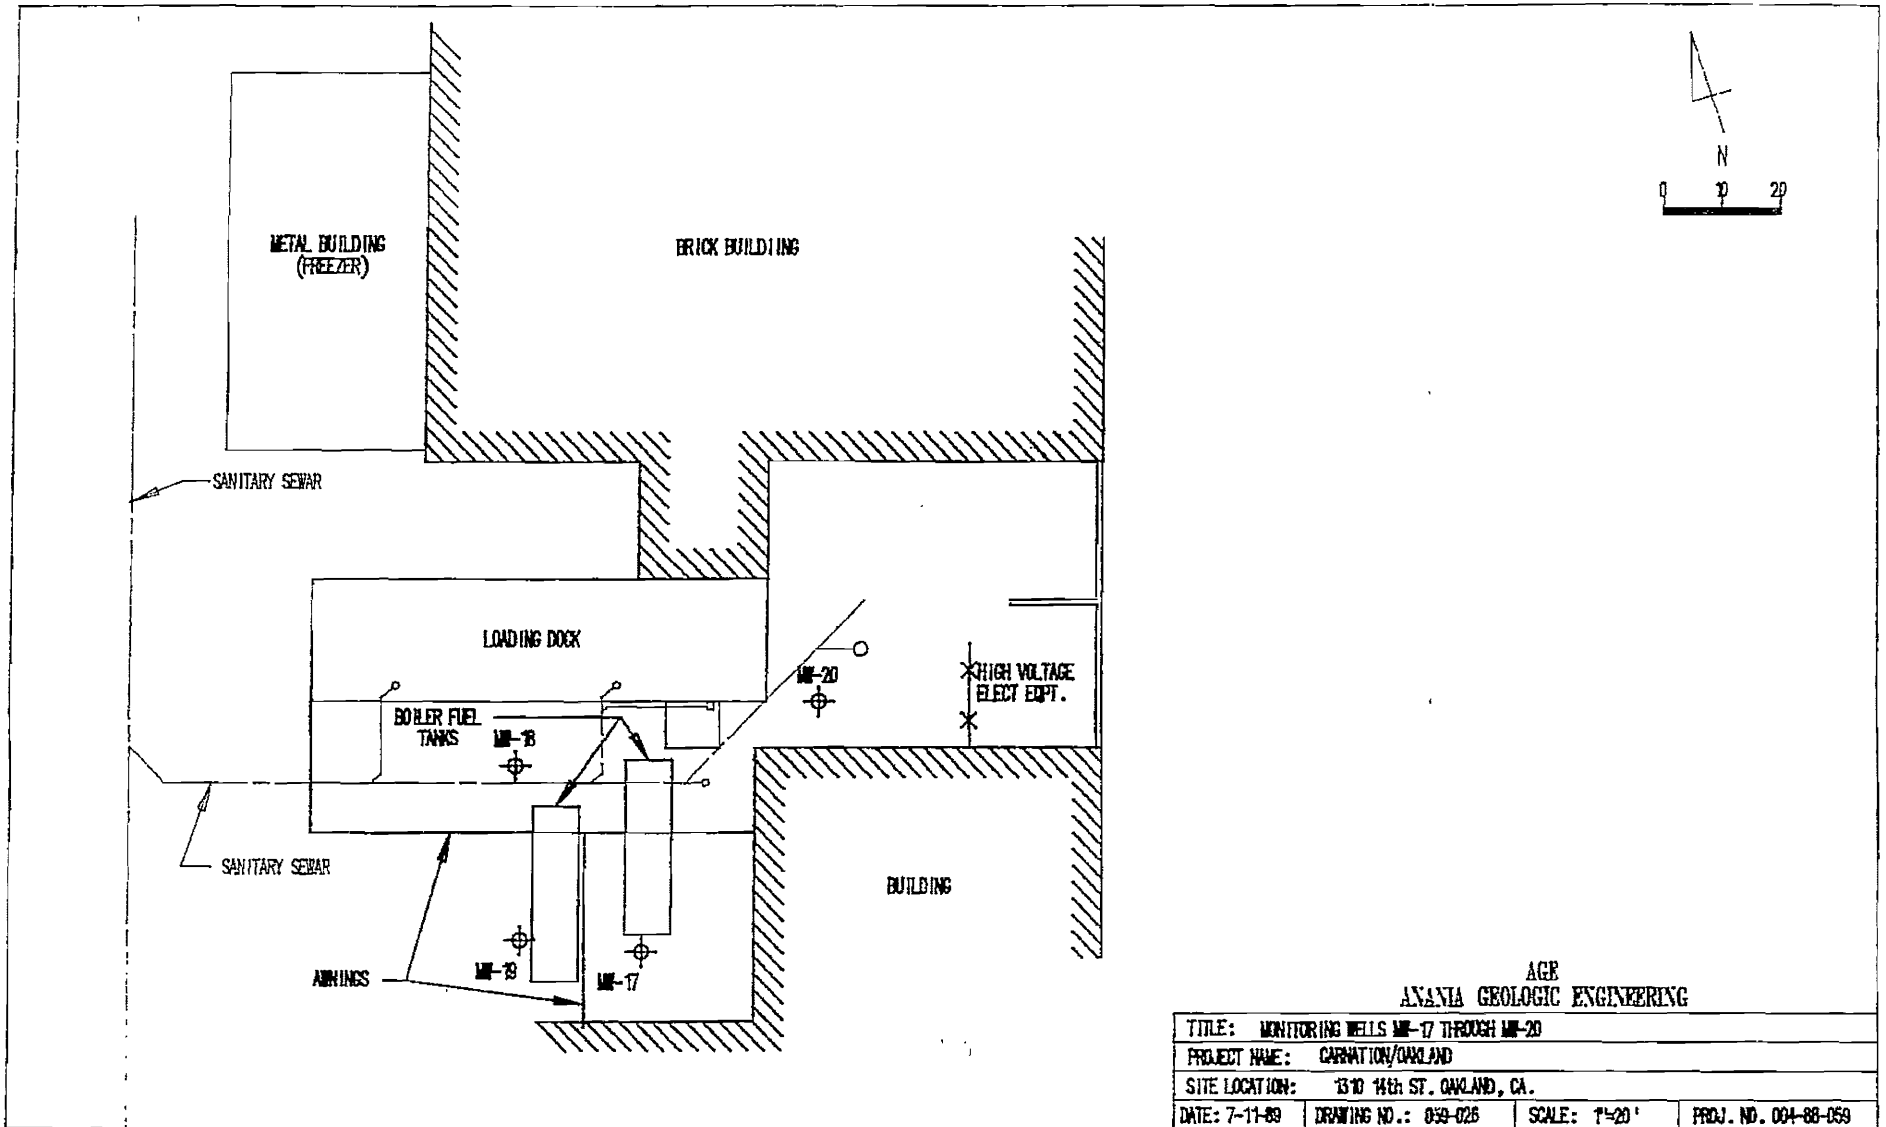 N
0 10 20
METAL BUILDING
(FREEZER)
BRICK BUILDIING
SANITARY SEWAR
LOADING DOCK
MW-20
HIGH VOLTAGE
ELECT EQPT.
BOILER FUEL
TANKS
MW-18
SANITARY SEWAR
BUILDING
AWNINGS
MW-19
MW-17
AGE
ANANIA GEOLOGIC ENGINEERING
TITLE: MONITORING WELLS MW-17 THROUGH MW-20
PROJECT NAME: CARNATION/OAKLAND
SITE LOCATION: 1310 14th ST. OAKLAND, CA.
DATE: 7-11-89 DRAWING NO.: 059-026 SCALE: 1"=20' PROJ. NO. 004-88-059